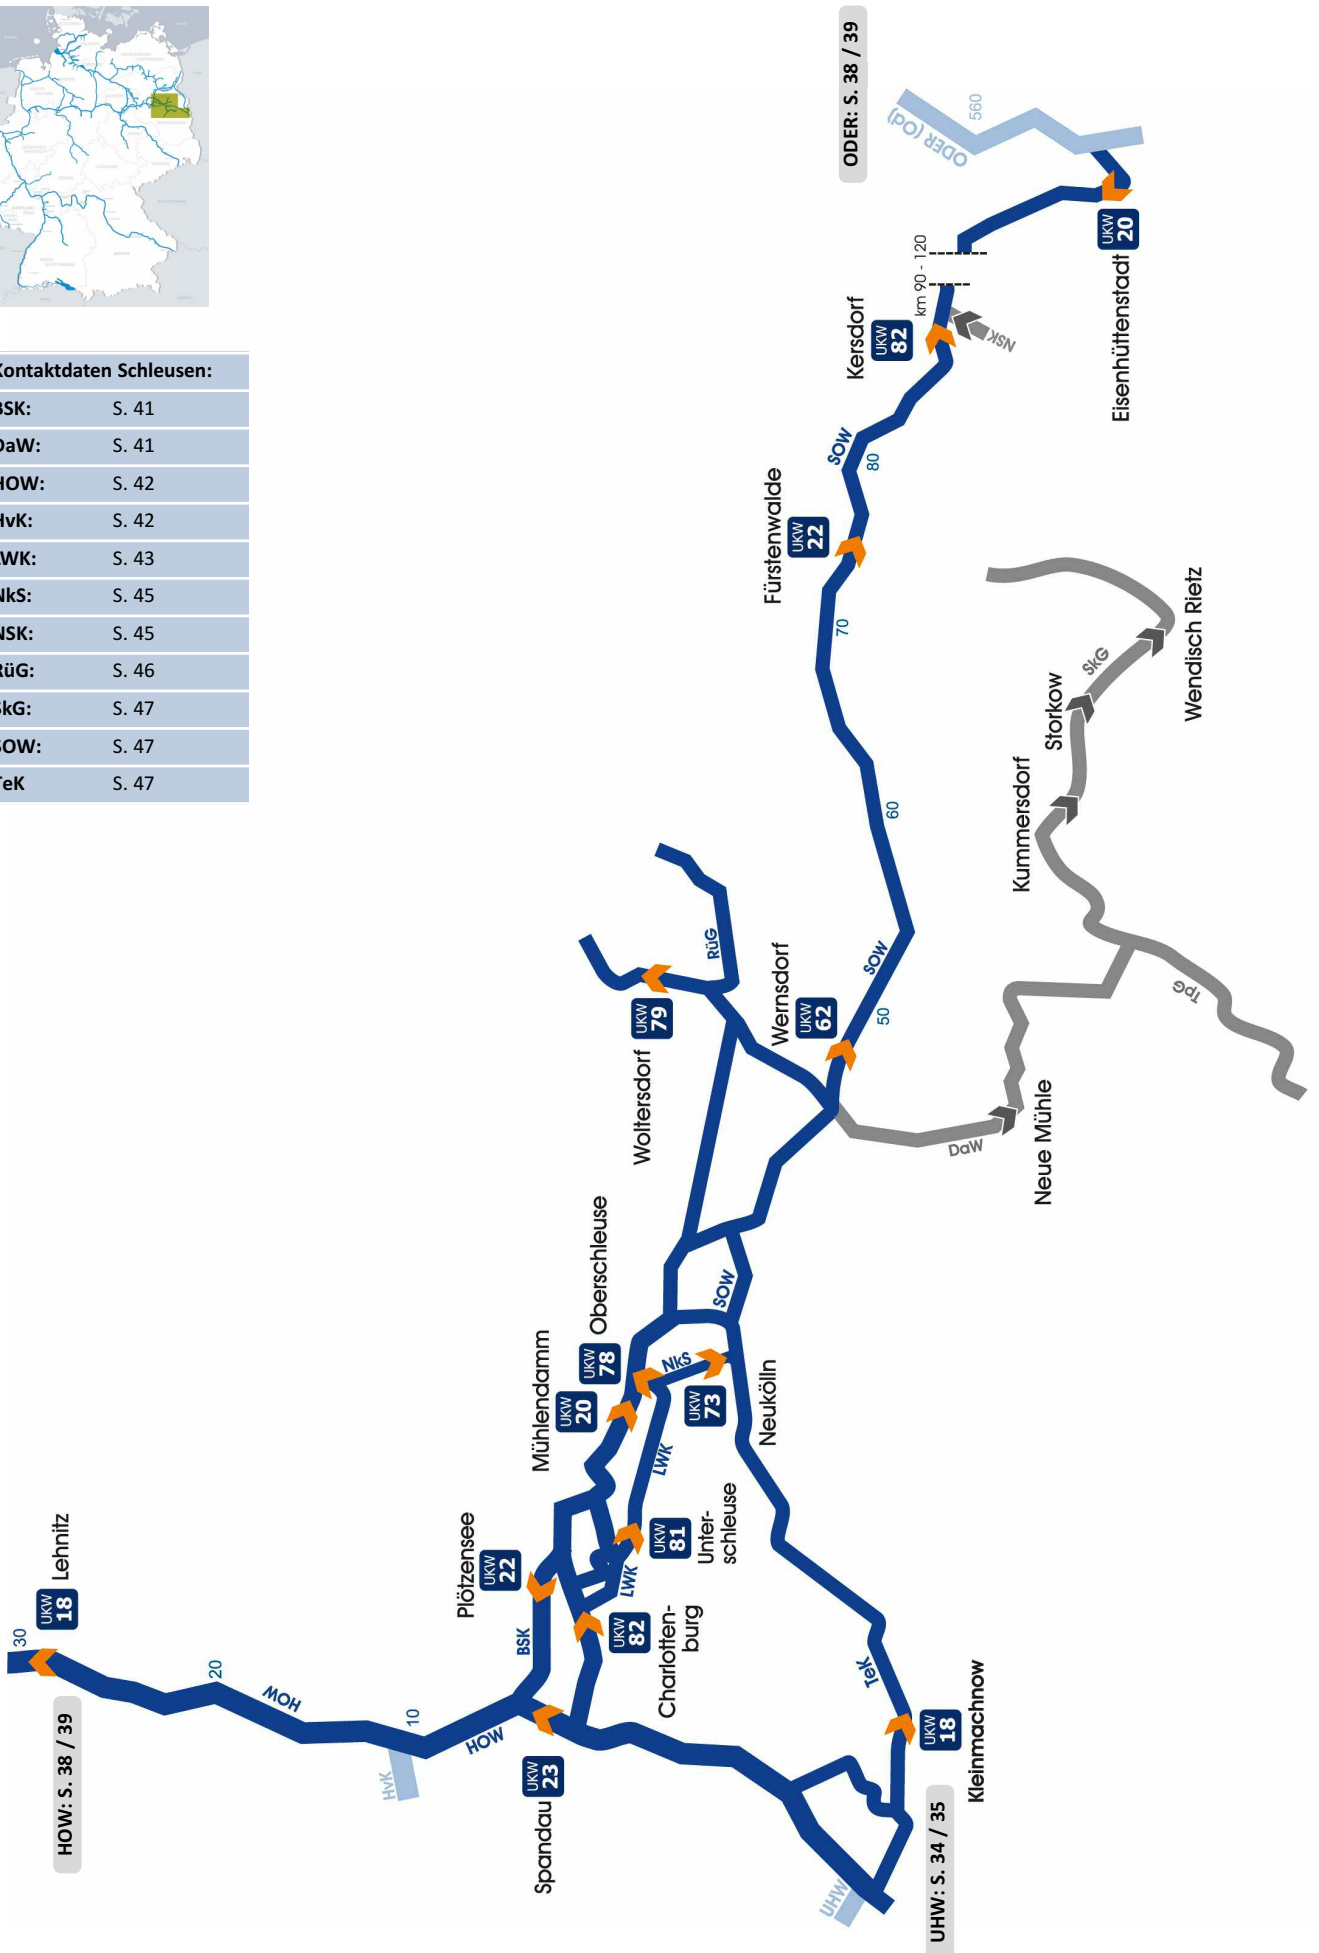 Kontaktdaten Schleusen:
BSK: S. 41
DaW: S. 41
HOW: S. 42
HvK: S. 42
LWK: S. 43
NkS: S. 45
NSK: S. 45
RüG: S. 46
SkG: S. 47
SOW: S. 47
TeK S. 47
ODER: S. 38 / 39
ODER (Od)
560
UKW
20
Eisenhüttenstadt
km 90 - 120
NSK
Kersdorf
UKW
82
SOW
80
Fürstenwalde
UKW
22
70
60
SOW
50
Wernsdorf
UKW
62
RüG
Woltersdorf
UKW
79
Wendisch Rietz
SkG
Storkow
Kummersdorf
TpG
Neue Mühle
DaW
SOW
Oberschleuse
UKW
78
Mühlendamm
UKW
20
NkS
UKW
73
Neukölln
LWK
Unter-
schleuse
UKW
81
LWK
Plötzensee
UKW
22
BSK
Charlotten-
burg
UKW
82
Lehnitz
UKW
18
30
20
HOW
10
HOW
HvK
HOW: S. 38 / 39
Spandau
UKW
23
TeK
UKW
18
Kleinmachnow
UHW
UHW: S. 34 / 35